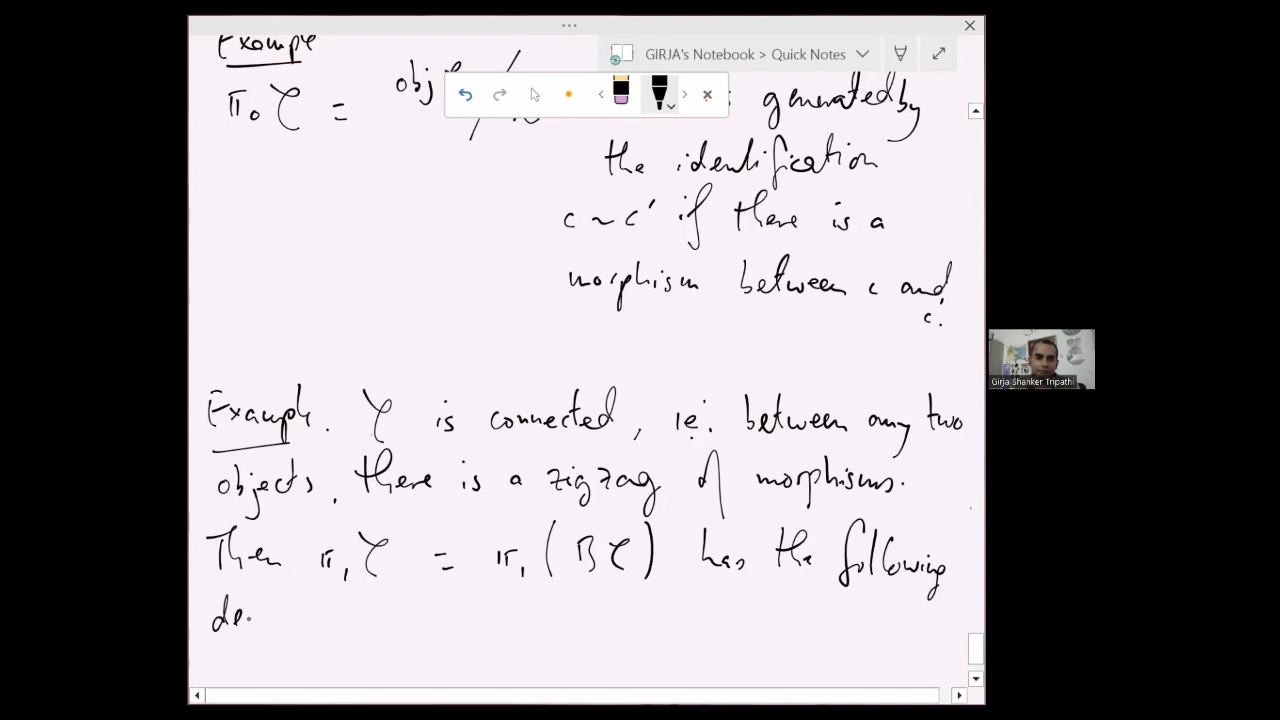 GIRJA's Notebook > Quick Notes
Example
π₀ 𝒞 = obj / generated by
the identification
c ~ c' if there is a
morphism between c and
c'.
Girja Shanker Tripathi
Example. 𝒞 is connected, ie. between any two
objects, there is a zigzag of morphisms.
Then π₁𝒞 = π₁(B𝒞) has the following
de